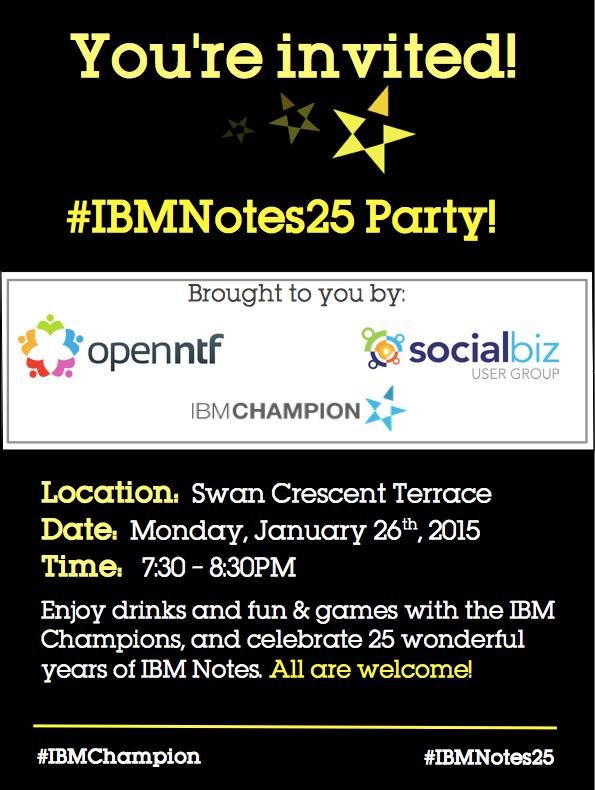 You're invited!
#IBMNotes25 Party!
Brought to you by:
openntf
socialbiz
USER GROUP
IBMCHAMPION
Location: Swan Crescent Terrace
Date: Monday, January 26th, 2015
Time: 7:30 – 8:30PM
Enjoy drinks and fun & games with the IBM
Champions, and celebrate 25 wonderful
years of IBM Notes. All are welcome!
#IBMChampion
#IBMNotes25